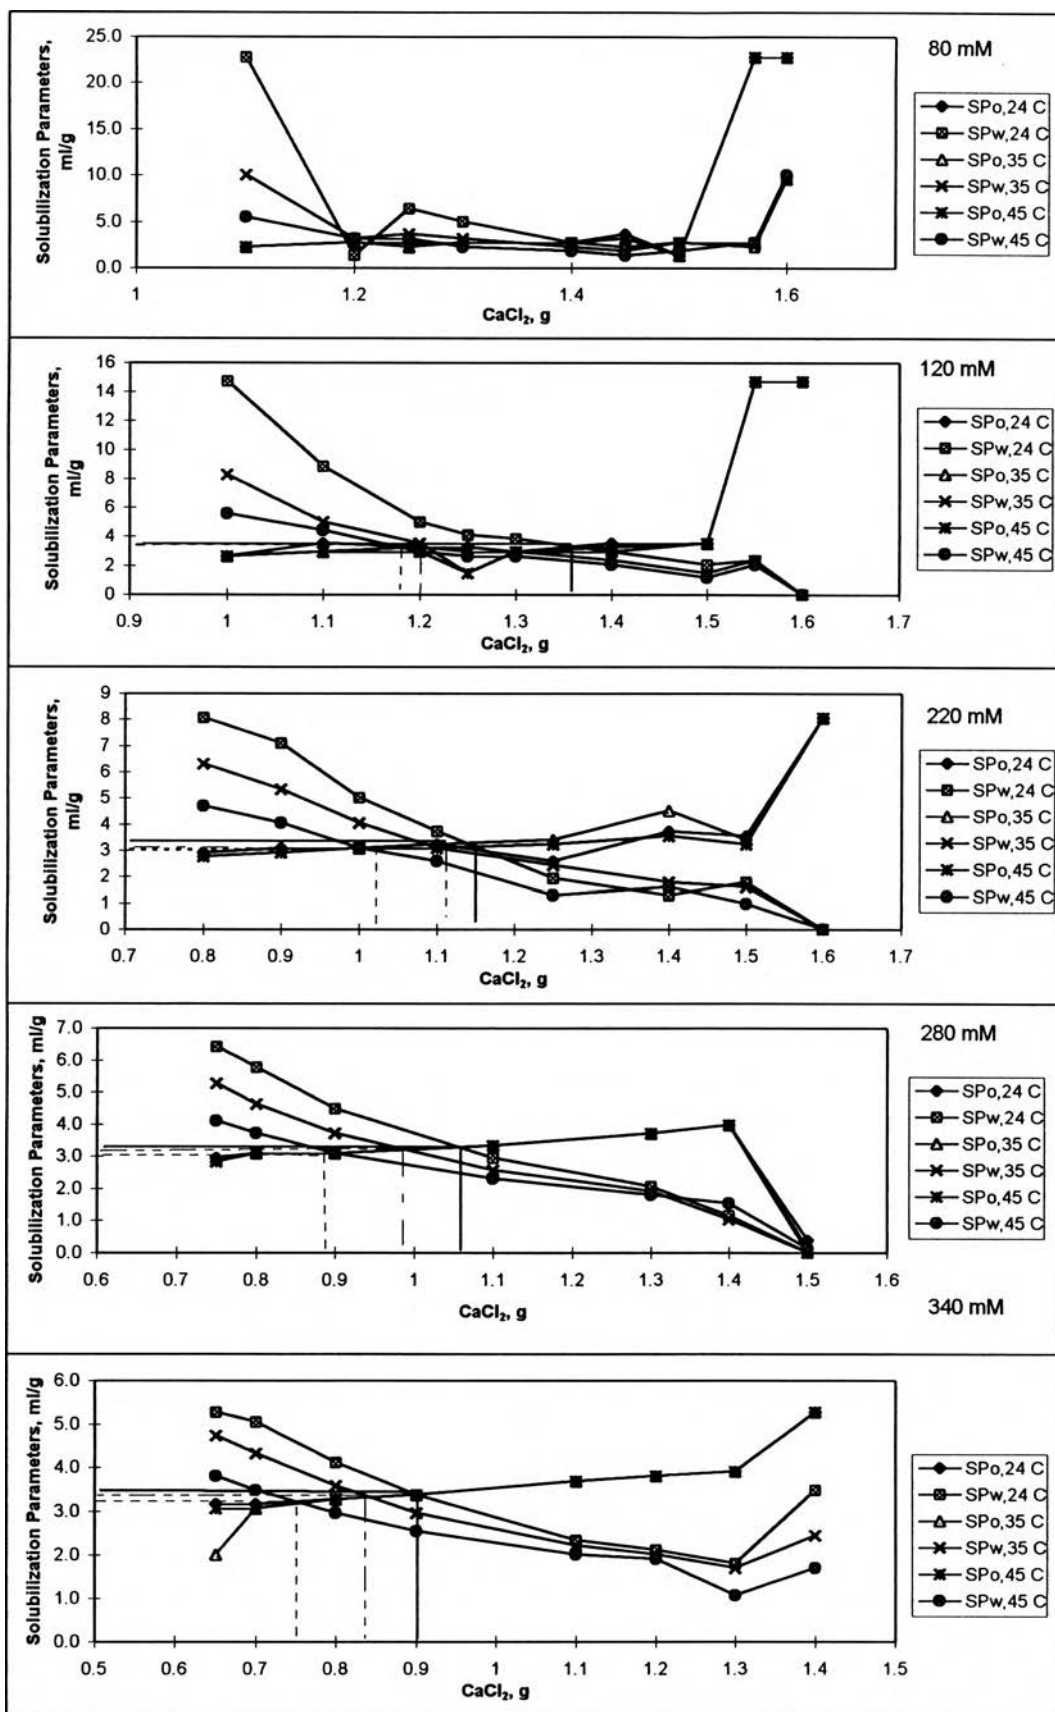 80 mM
Solubilization Parameters,
ml/g
25.0
20.0
15.0
10.0
5.0
0.0
1
1.2
1.4
1.6
CaCl₂, g
SPo,24 C
SPw,24 C
SPo,35 C
SPw,35 C
SPo,45 C
SPw,45 C
120 mM
Solubilization Parameters,
ml/g
16
14
12
10
8
6
4
2
0
0.9
1
1.1
1.2
1.3
1.4
1.5
1.6
1.7
CaCl₂, g
SPo,24 C
SPw,24 C
SPo,35 C
SPw,35 C
SPo,45 C
SPw,45 C
220 mM
Solubilization Parameters,
ml/g
9
8
7
6
5
4
3
2
1
0
0.7
0.8
0.9
1
1.1
1.2
1.3
1.4
1.5
1.6
1.7
CaCl₂, g
SPo,24 C
SPw,24 C
SPo,35 C
SPw,35 C
SPo,45 C
SPw,45 C
280 mM
Solubilization Parameters, ml/g
7.0
6.0
5.0
4.0
3.0
2.0
1.0
0.0
0.6
0.7
0.8
0.9
1
1.1
1.2
1.3
1.4
1.5
1.6
CaCl₂, g
SPo,24 C
SPw,24 C
SPo,35 C
SPw,35 C
SPo,45 C
SPw,45 C
340 mM
Solubilization Parameters, ml/g
6.0
5.0
4.0
3.0
2.0
1.0
0.0
0.5
0.6
0.7
0.8
0.9
1
1.1
1.2
1.3
1.4
1.5
CaCl₂, g
SPo,24 C
SPw,24 C
SPo,35 C
SPw,35 C
SPo,45 C
SPw,45 C